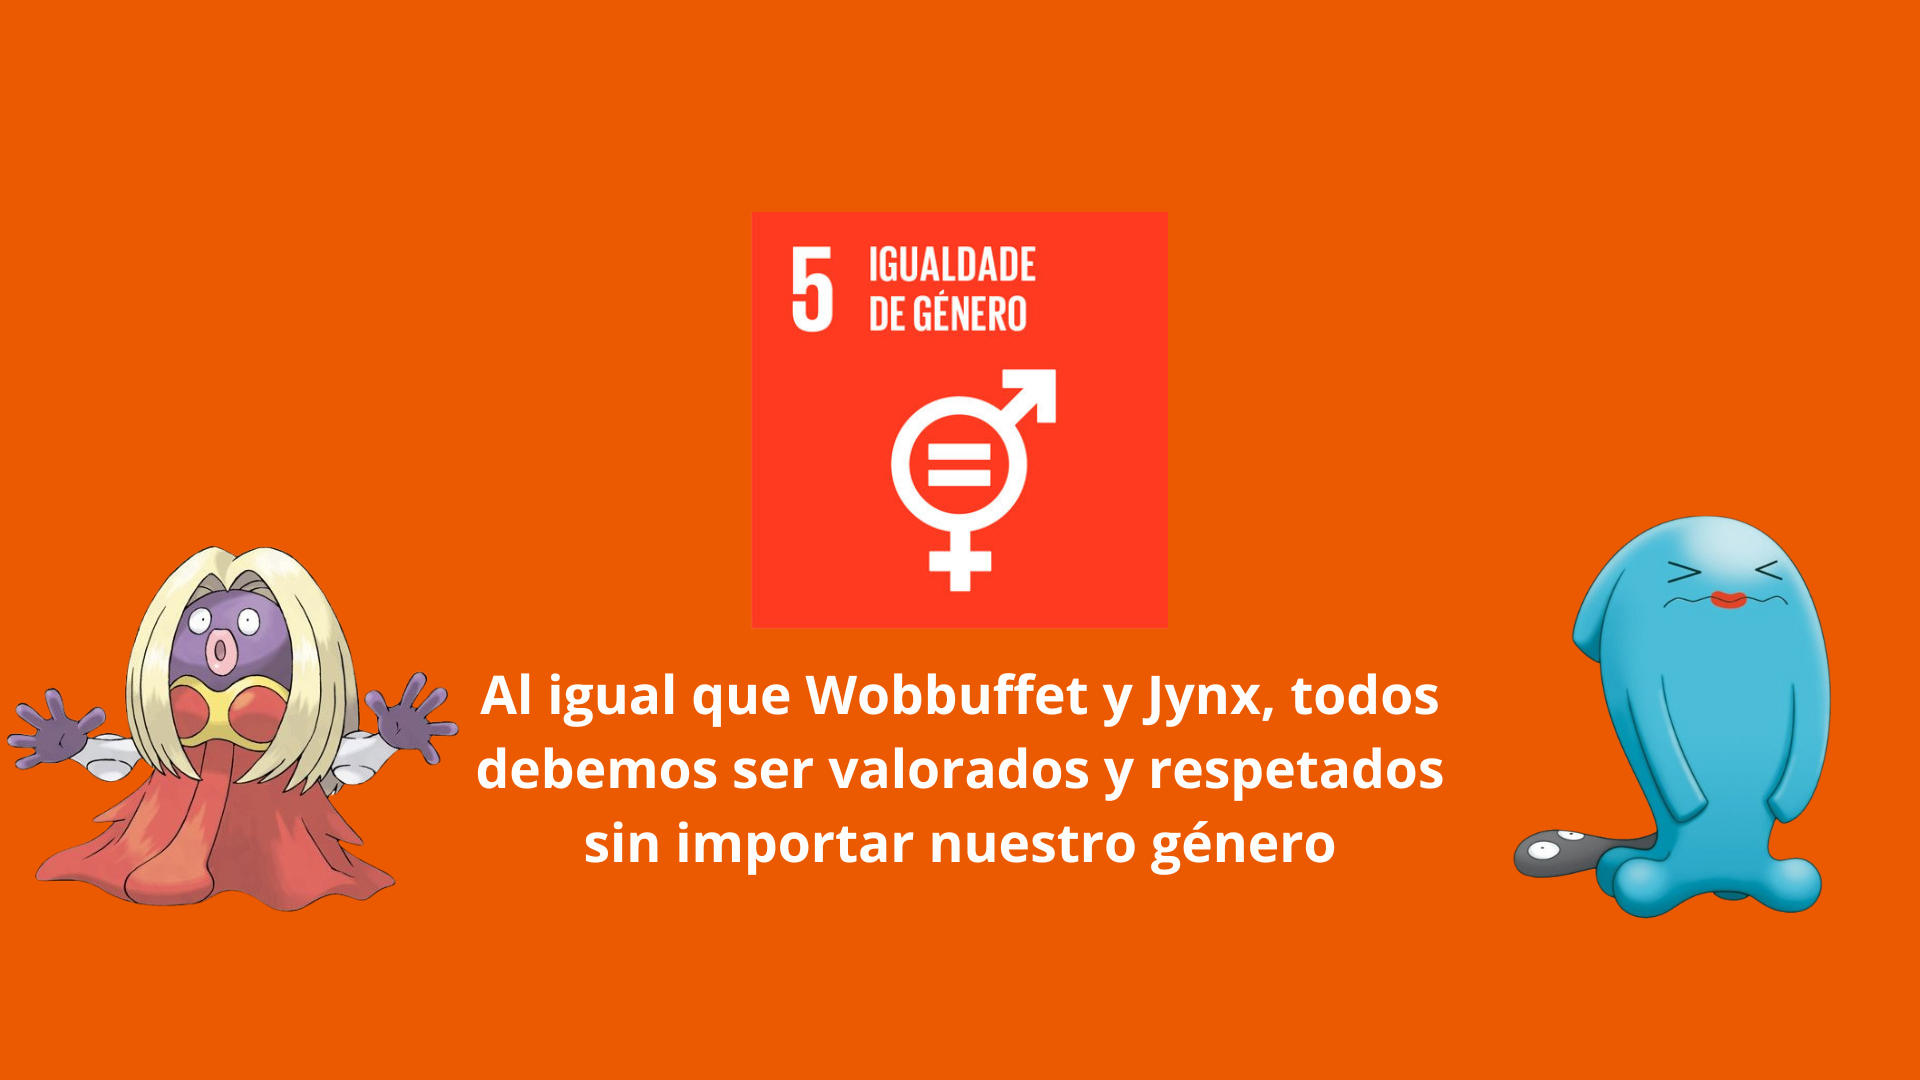 5 IGUALDADE
DE GÉNERO
Al igual que Wobbuffet y Jynx, todos
debemos ser valorados y respetados
sin importar nuestro género